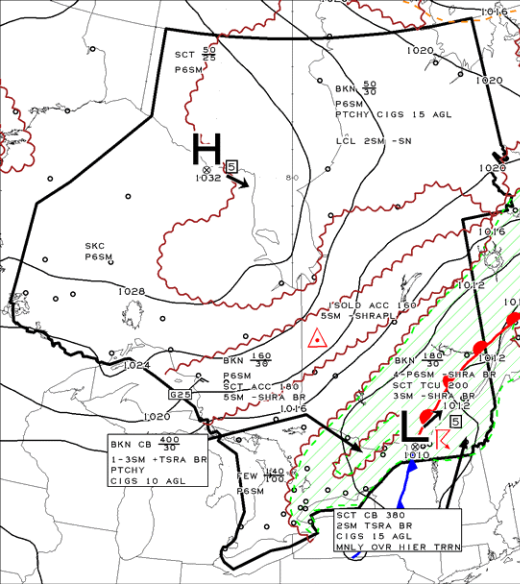 1016
SCT 50
25
P6SM
1020
1020
BKN 50
30
P6SM
PTCHY CIGS 15 AGL
LCL 2SM -SN
H
5
1032
80
1020
1016
SKC
P6SM
1012
1028
ISOLD ACC 160
5SM -SHRAPL
BKN 160
30
P6SM
SCT ACC 180
5SM -SHRA BR
1024
BKN 180
30
4-P6SM -SHRA BR
SCT TCU 200
3SM -SHRA BR
1012
G25
1020
1016
1012
L
5
R
1010
BKN CB 400
30
1-3SM +TSRA BR
PTCHY
CIGS 10 AGL
FEW 140
100
P6SM
SCT CB 380
2SM TSRA BR
CIGS 15 AGL
MNLY OVR HIER TRRN